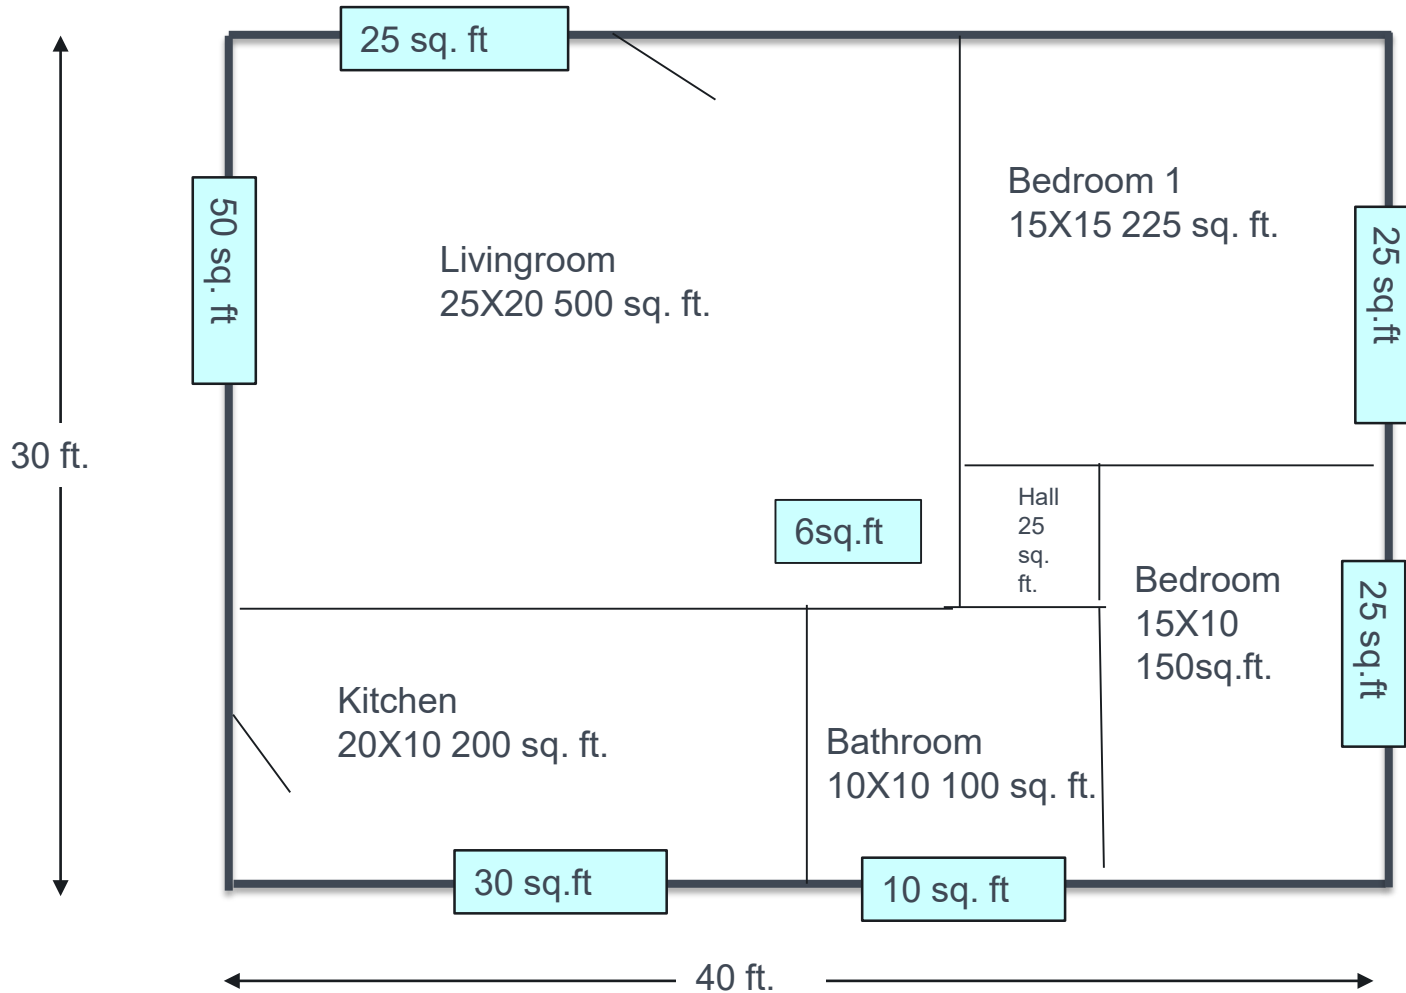 25 sq. ft
50 sq. ft
Bedroom 1
15X15 225 sq. ft.
25 sq.ft
Livingroom
25X20 500 sq. ft.
30 ft.
6sq.ft
Hall
25
sq.
ft.
Bedroom
15X10
150sq.ft.
25 sq.ft
Kitchen
20X10 200 sq. ft.
Bathroom
10X10 100 sq. ft.
30 sq.ft
10 sq. ft
40 ft.